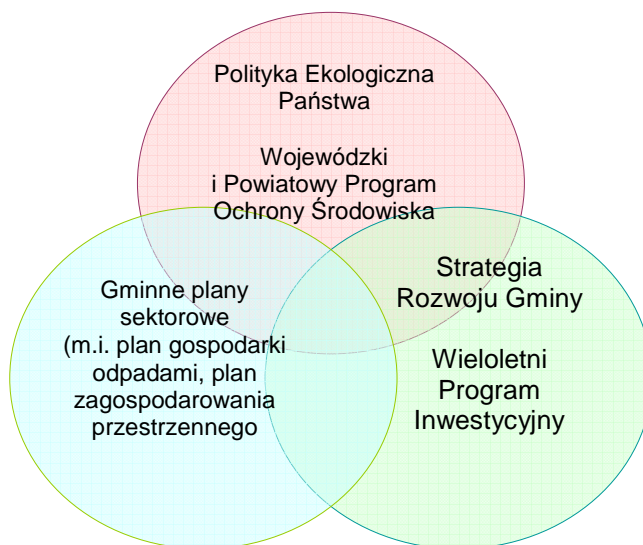 Polityka Ekologiczna
Państwa
Wojewódzki
i Powiatowy Program
Ochrony Środowiska
Gminne plany
sektorowe
(m.i. plan gospodarki
odpadami, plan
zagospodarowania
przestrzennego
Strategia
Rozwoju Gminy
Wieloletni
Program
Inwestycyjny